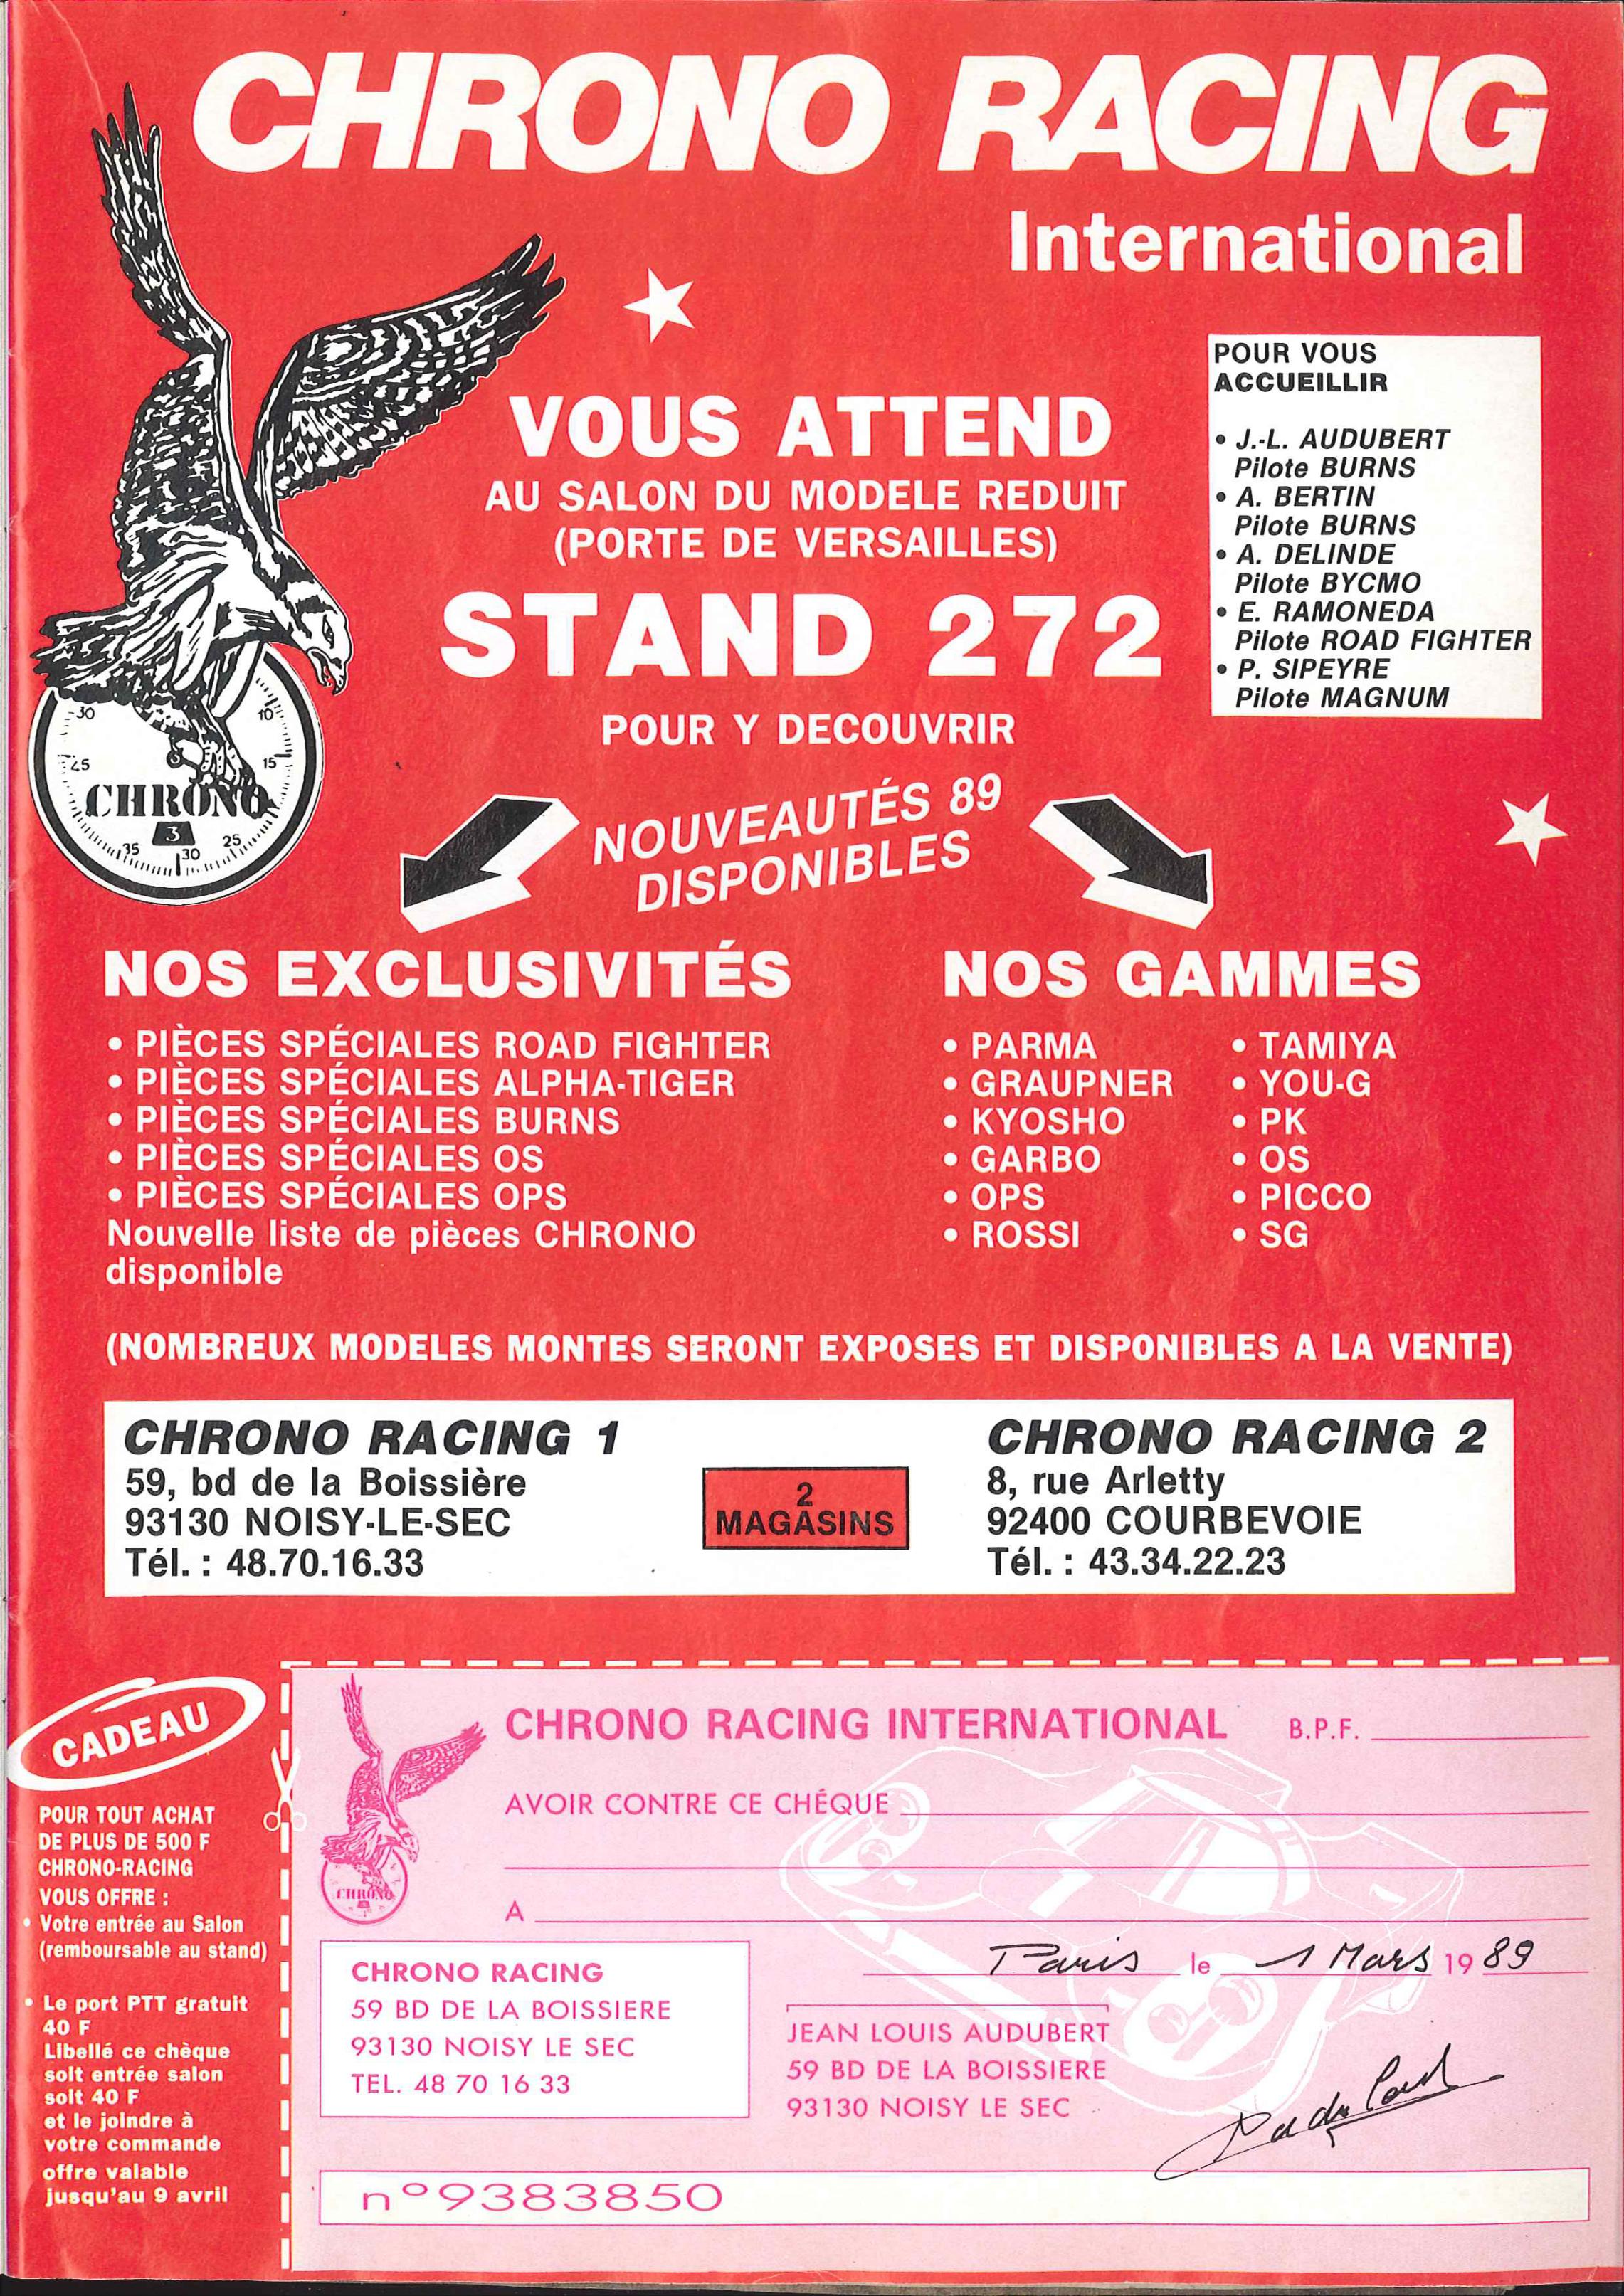 CHRONO RACING
International
POUR VOUS
ACCUEILLIR
• J.-L. AUDUBERT
Pilote BURNS
• A. BERTIN
Pilote BURNS
• A. DELINDE
Pilote BYCMO
• E. RAMONEDA
Pilote ROAD FIGHTER
• P. SIPEYRE
Pilote MAGNUM
VOUS ATTEND
AU SALON DU MODELE REDUIT
(PORTE DE VERSAILLES)
STAND 272
POUR Y DECOUVRIR
30 10
45 15
CHRONO
3
35 30 25
NOUVEAUTÉS 89
DISPONIBLES
NOS EXCLUSIVITÉS
• PIÈCES SPÉCIALES ROAD FIGHTER
• PIÈCES SPÉCIALES ALPHA-TIGER
• PIÈCES SPÉCIALES BURNS
• PIÈCES SPÉCIALES OS
• PIÈCES SPÉCIALES OPS
Nouvelle liste de pièces CHRONO
disponible
NOS GAMMES
• PARMA
• GRAUPNER
• KYOSHO
• GARBO
• OPS
• ROSSI
• TAMIYA
• YOU-G
• PK
• OS
• PICCO
• SG
(NOMBREUX MODELES MONTES SERONT EXPOSES ET DISPONIBLES A LA VENTE)
CHRONO RACING 1
59, bd de la Boissière
93130 NOISY-LE-SEC
Tél. : 48.70.16.33
2
MAGASINS
CHRONO RACING 2
8, rue Arletty
92400 COURBEVOIE
Tél. : 43.34.22.23
CADEAU
POUR TOUT ACHAT
DE PLUS DE 500 F
CHRONO-RACING
VOUS OFFRE :
• Votre entrée au Salon
(remboursable au stand)
• Le port PTT gratuit
40 F
Libellé ce chèque
soit entrée salon
soit 40 F
et le joindre à
votre commande
offre valable
jusqu'au 9 avril
CHRONO RACING INTERNATIONAL B.P.F.
AVOIR CONTRE CE CHÉQUE
A
CHRONO
Paris le 1 Mars 1989
CHRONO RACING
59 BD DE LA BOISSIERE
93130 NOISY LE SEC
TEL. 48 70 16 33
JEAN LOUIS AUDUBERT
59 BD DE LA BOISSIERE
93130 NOISY LE SEC
n°9383850